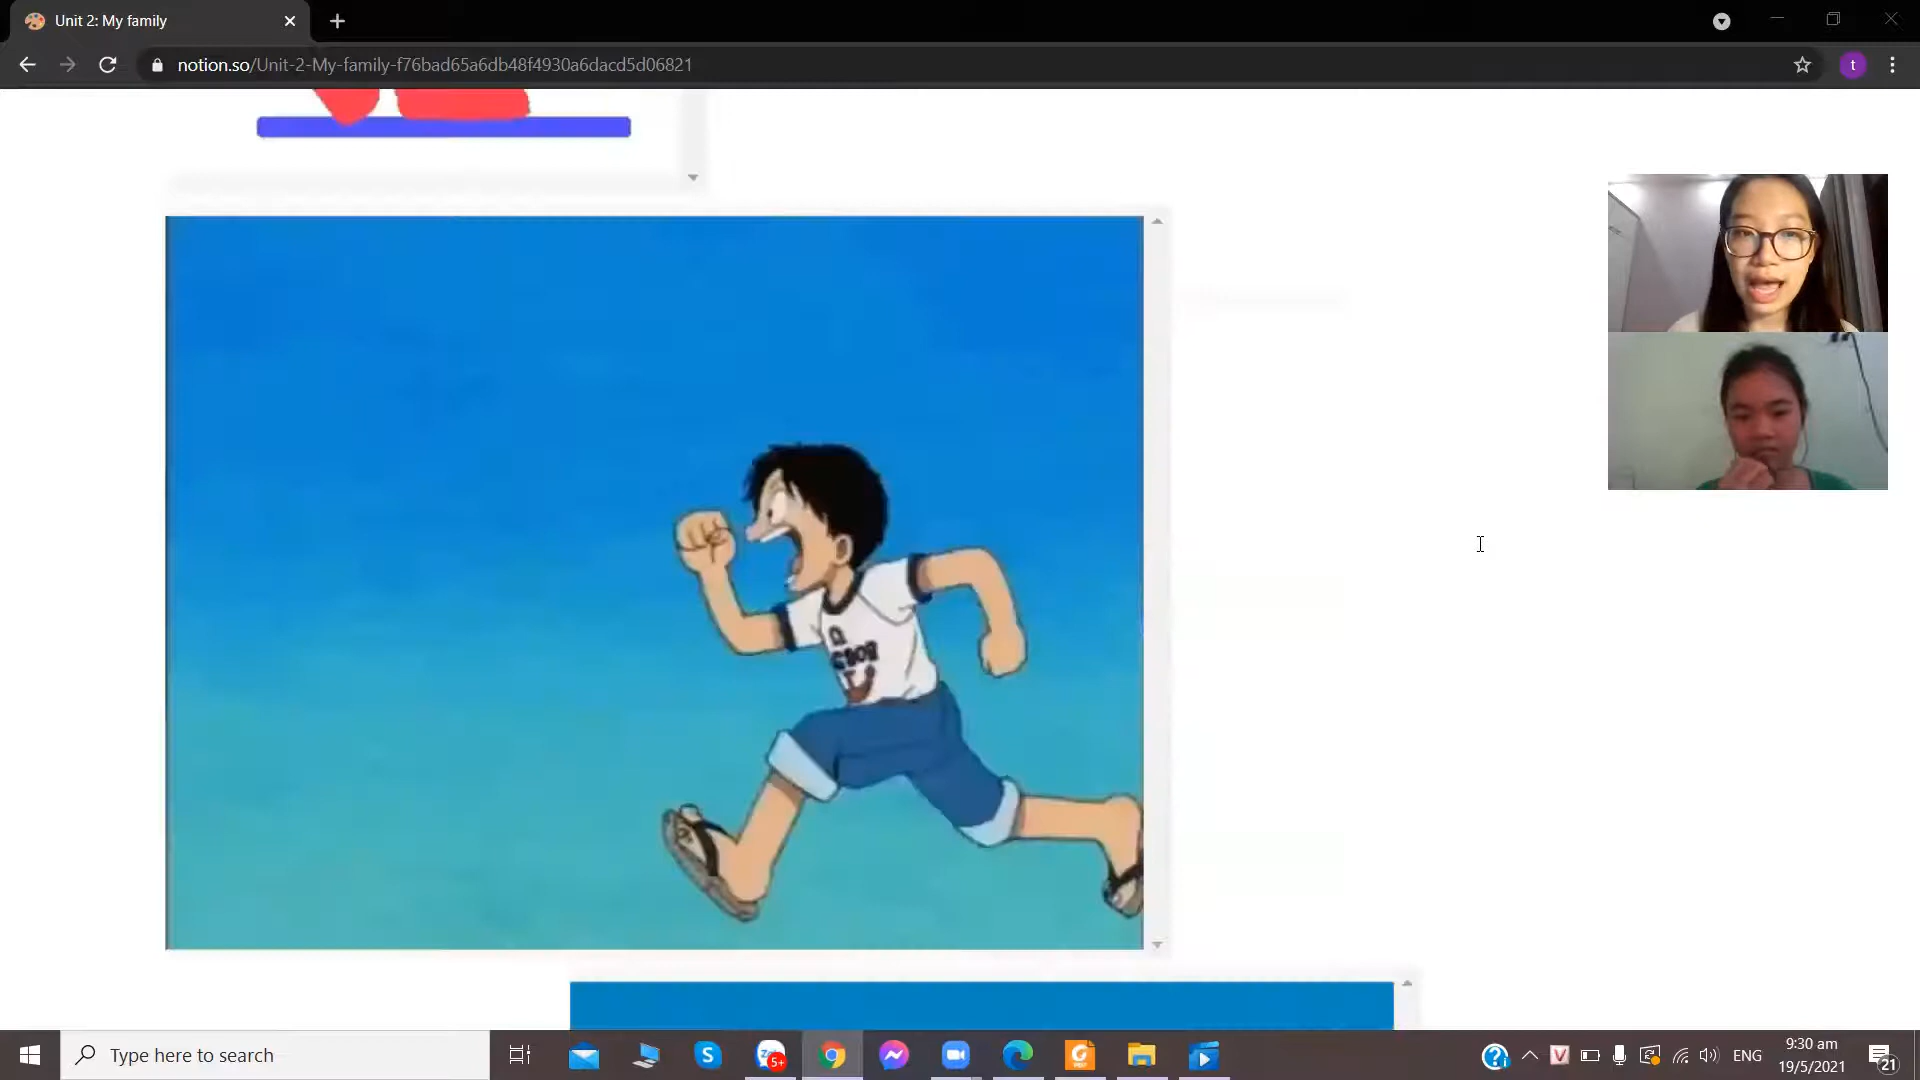 Unit 2: My family
notion.so/Unit-2-My-family-f76bad65a6db48f4930a6dacd5d06821
t
Type here to search
5+
ENG
9:30 am
19/5/2021
21